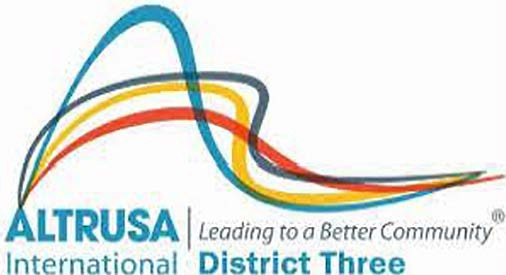 ALTRUSA | Leading to a Better Community®
International District Three